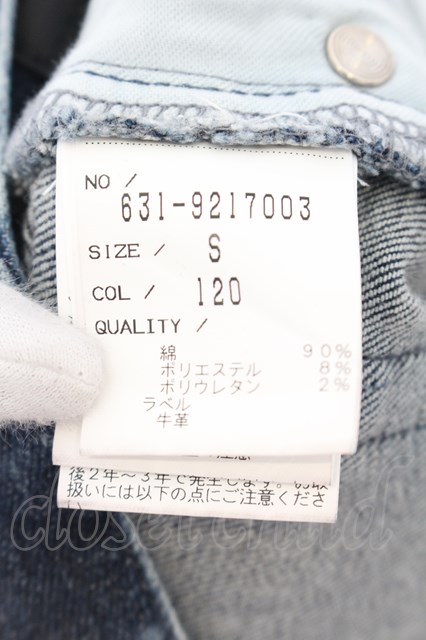 NO / 631-9217003
SIZE / S
COL / 120
QUALITY /
綿 90%
ポリエステル 8%
ポリウレタン 2%
ラベル
牛革
後2年〜3年で発生します。
扱いには以下の点にご注意くださ
closet child